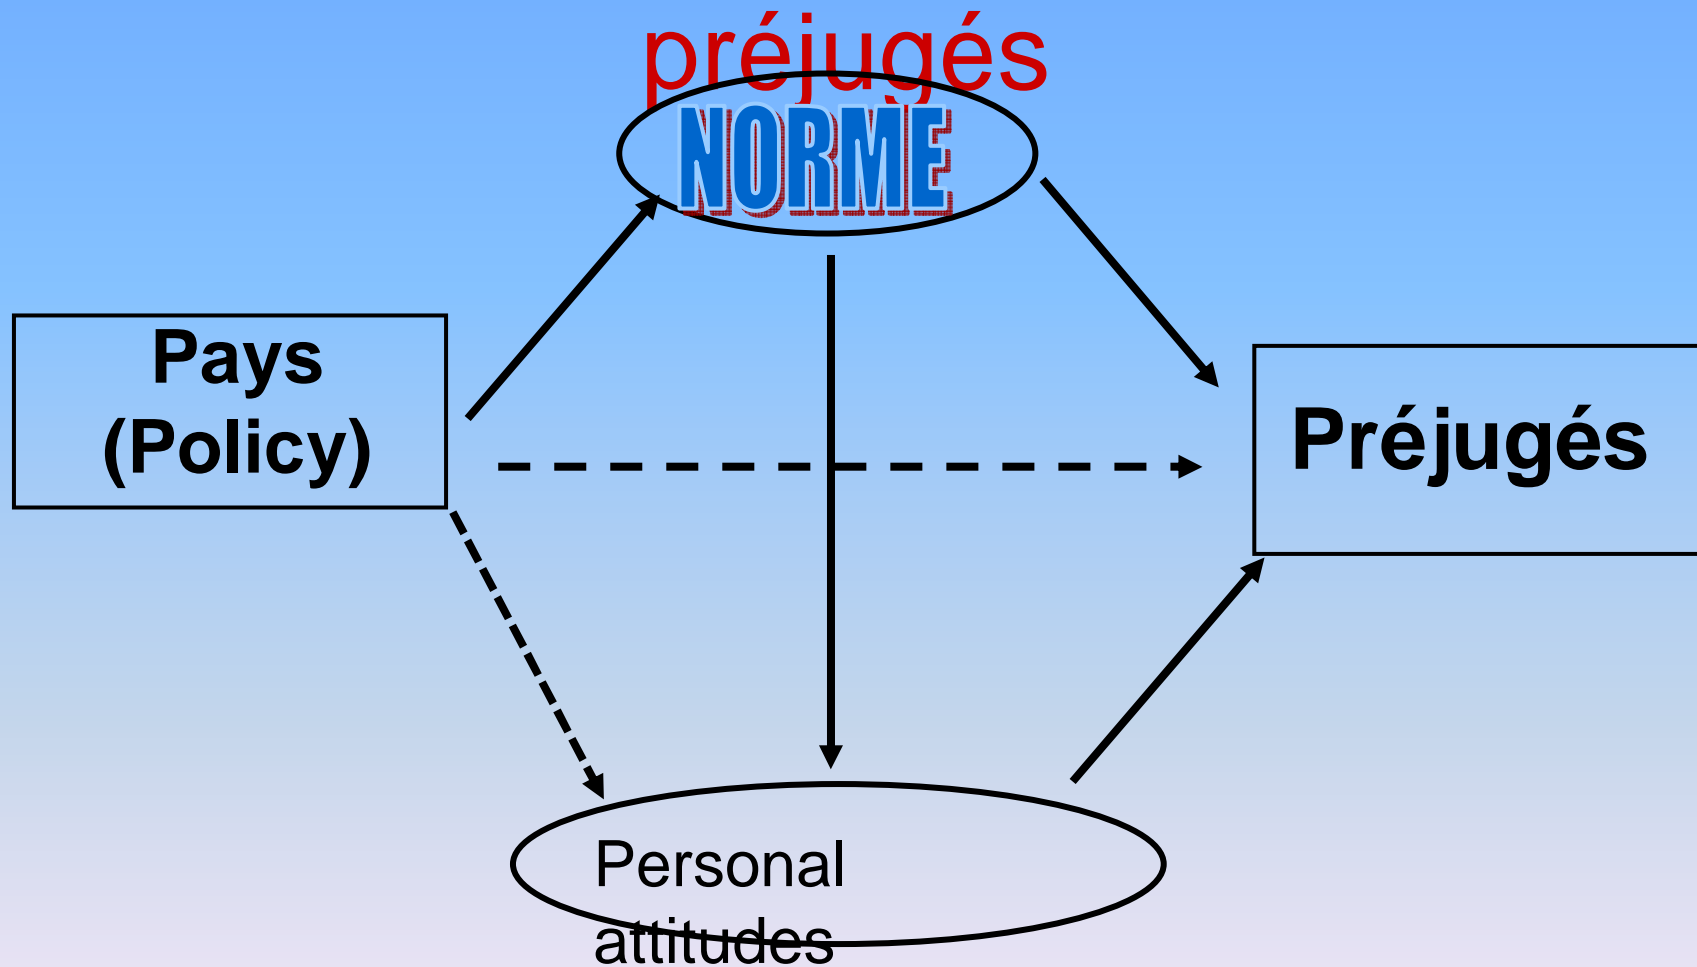 préjugés
NORME
Pays
(Policy)
Préjugés
Personal
attitudes